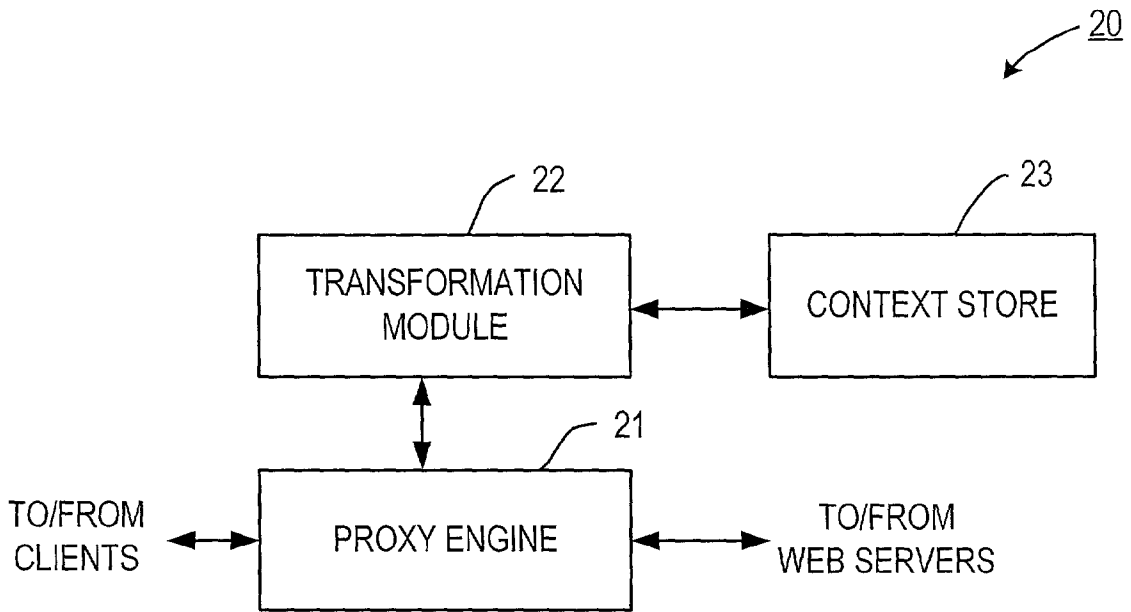 20
22
23
TRANSFORMATION
MODULE
CONTEXT STORE
21
TO/FROM
CLIENTS
PROXY ENGINE
TO/FROM
WEB SERVERS